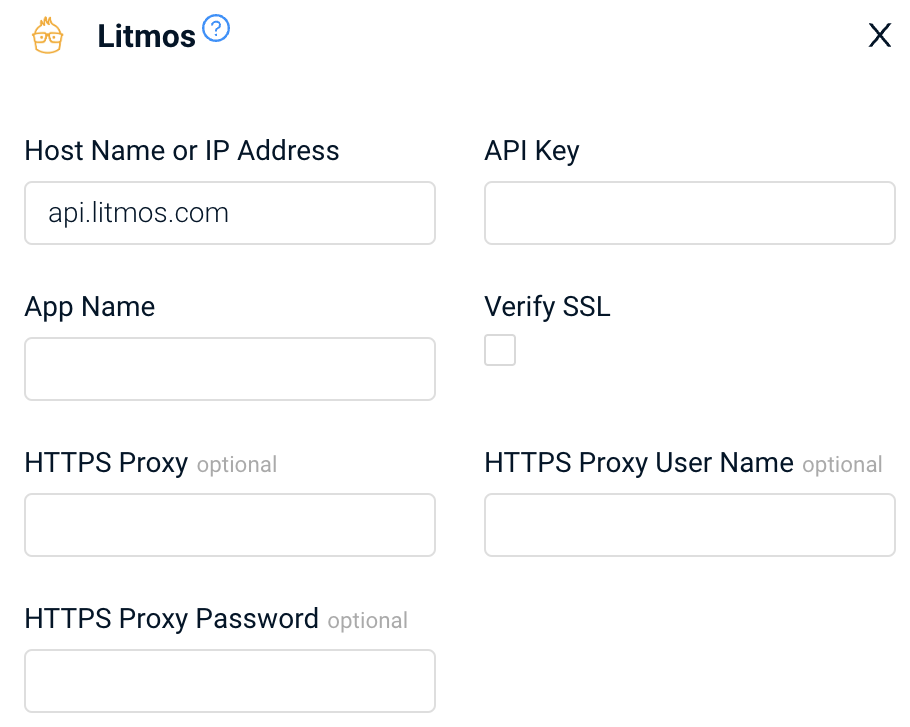 Litmos ?
X
Host Name or IP Address
API Key
api.litmos.com
App Name
Verify SSL
HTTPS Proxy optional
HTTPS Proxy User Name optional
HTTPS Proxy Password optional